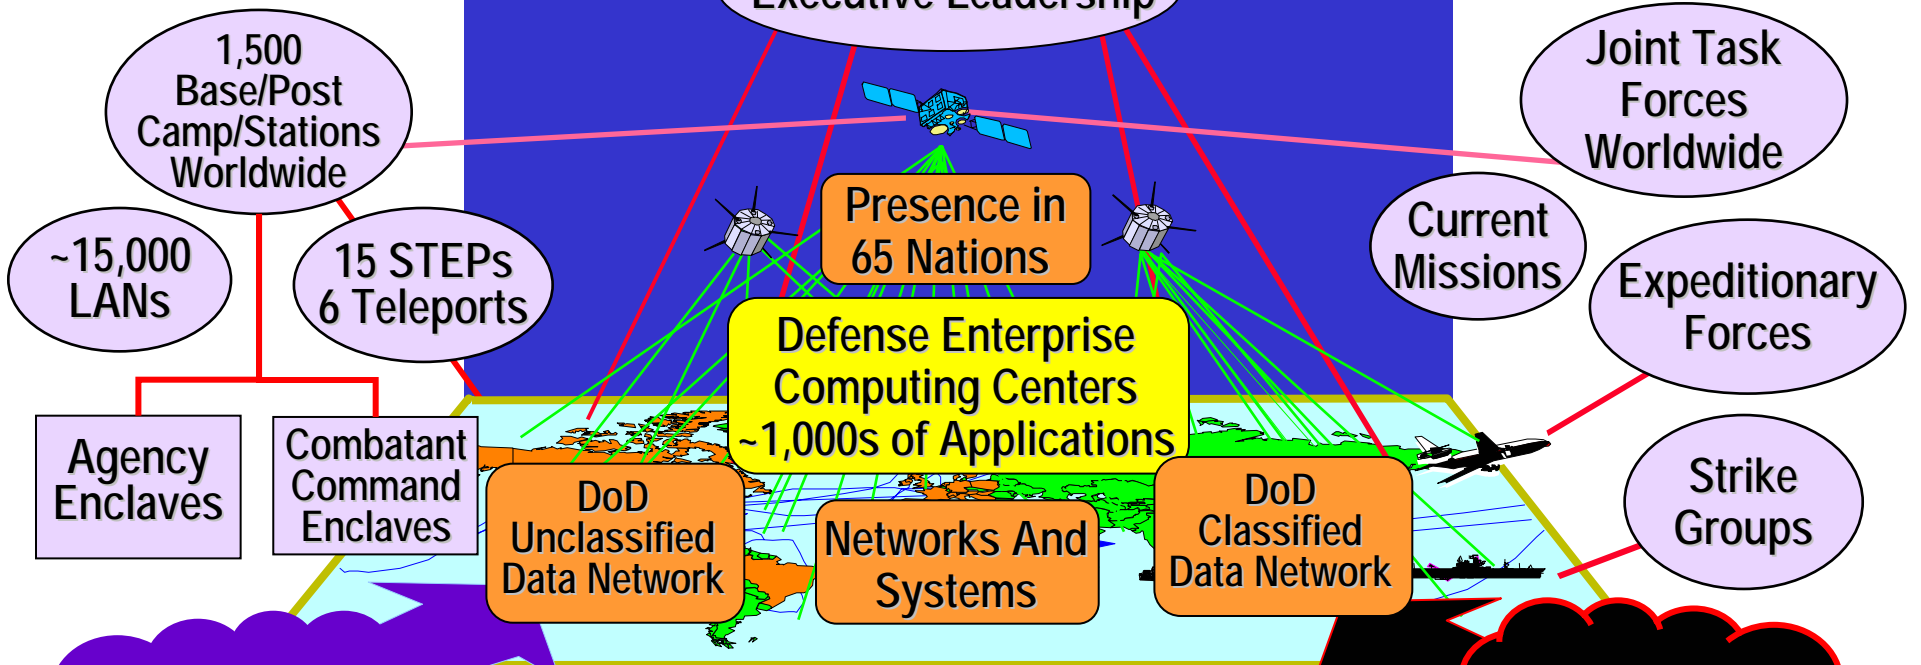 Executive Leadership
1,500
Base/Post
Camp/Stations
Worldwide
Joint Task
Forces
Worldwide
~15,000
LANs
15 STEPs
6 Teleports
Presence in
65 Nations
Current
Missions
Expeditionary
Forces
Defense Enterprise
Computing Centers
~1,000s of Applications
Agency
Enclaves
Combatant
Command
Enclaves
DoD
Unclassified
Data Network
Networks And
Systems
DoD
Classified
Data Network
Strike
Groups